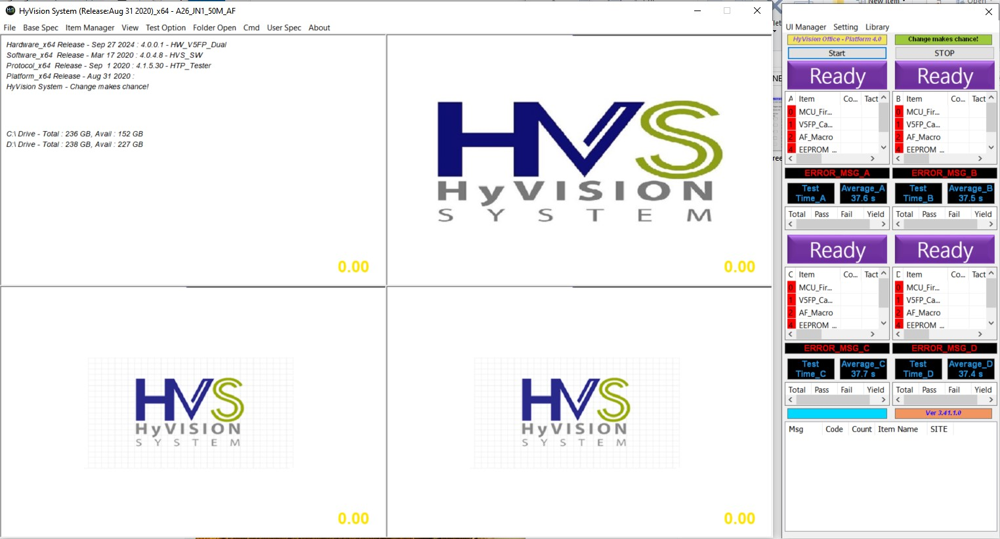 HyVision System (Release:Aug 31 2020)_x64 - A26_JN1_50M_AF
File Base Spec Item Manager View Test Option Folder Open Cmd User Spec About
Hardware_x64 Release - Sep 27 2024 : 4.0.0.1 - HW_V5FP_Dual
Software_x64 Release - Mar 17 2020 : 4.0.4.8 - HVS_SW
Protocol_x64 Release - Sep 1 2020 : 4.1.5.30 - HTP_Tester
Platform_x64 Release - Aug 31 2020 :
HyVision System - Change makes chance!
C:\ Drive - Total : 236 GB, Avail : 152 GB
D:\ Drive - Total : 238 GB, Avail : 227 GB
0.00
HVS
HyVISION
SYSTEM
0.00
HVS
HyVISION
SYSTEM
0.00
HVS
HyVISION
SYSTEM
0.00
New item
Open
UI Manager Setting Library
HyVision Office - Platform 4.0 Change makes chance!
Start STOP
Ready Ready
A Item Co... Tact
0 MCU_Fir...
1 V5FP_Ca...
2 AF_Macro
4 EEPROM ...
B Item Co... Tact
0 MCU_Fir...
1 V5FP_Ca...
2 AF_Macro
4 EEPROM ...
ERROR_MSG_A ERROR_MSG_B
Test Average_A Test Average_B
Time_A 37.6 s Time_B 37.5 s
Total Pass Fail Yield Total Pass Fail Yield
Ready Ready
C Item Co... Tact
0 MCU_Fir...
1 V5FP_Ca...
2 AF_Macro
4 EEPROM ...
D Item Co... Tact
0 MCU_Fir...
1 V5FP_Ca...
2 AF_Macro
4 EEPROM ...
ERROR_MSG_C ERROR_MSG_D
Test Average_C Test Average_D
Time_C 37.7 s Time_D 37.4 s
Total Pass Fail Yield Total Pass Fail Yield
Ver 3.41.1.0
Msg Code Count Item Name SITE